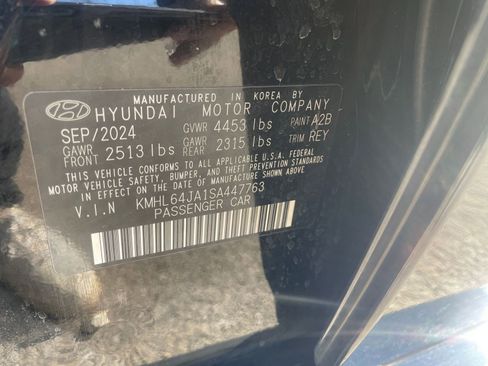 MANUFACTURED IN KOREA BY
HYUNDAI MOTOR COMPANY
SEP/2024 GVWR 4453 lbs PAINT A2B
GAWR FRONT 2513 lbs GAWR REAR 2315 lbs TRIM REY
THIS VEHICLE CONFORMS TO ALL APPLICABLE U.S.A. FEDERAL
MOTOR VEHICLE SAFETY, BUMPER, AND THEFT PREVENTION STANDARDS
IN EFFECT ON THE DATE OF MANUFACTURE SHOWN ABOVE.
V.I.N KMHL64JA1SA447763
PASSENGER CAR